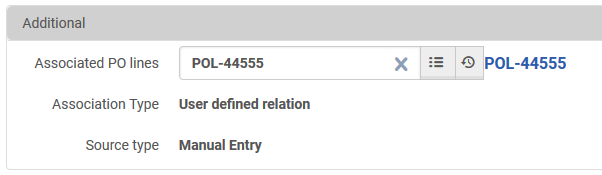 Additional
Associated PO lines POL-44555 POL-44555
Association Type User defined relation
Source type Manual Entry